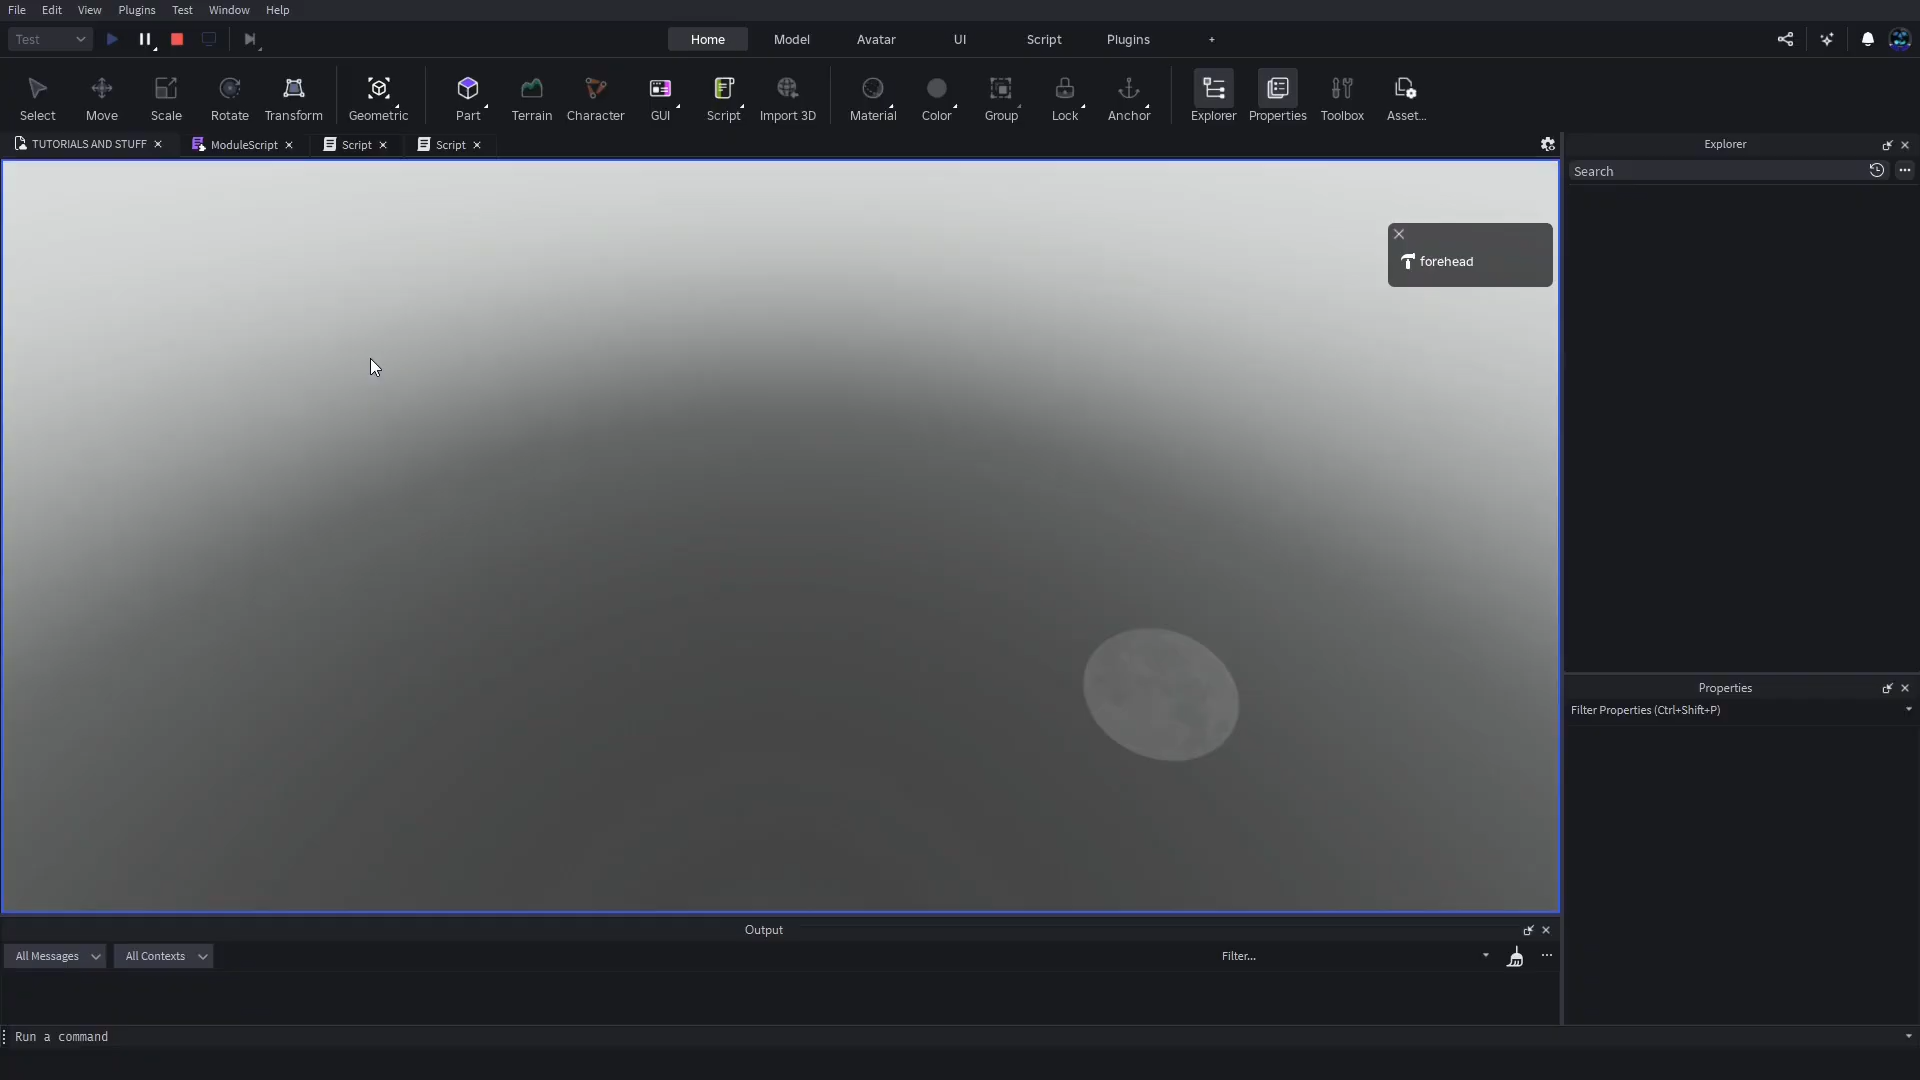 File Edit View Plugins Test Window Help
Test Home Model Avatar UI Script Plugins +
Select Move Scale Rotate Transform Geometric Part Terrain Character GUI Script Import 3D Material Color Group Lock Anchor Explorer Properties Toolbox Asset...
TUTORIALS AND STUFF ModuleScript Script Script
Explorer
Search
forehead
Properties
Filter Properties (Ctrl+Shift+P)
Output
All Messages All Contexts Filter...
Run a command